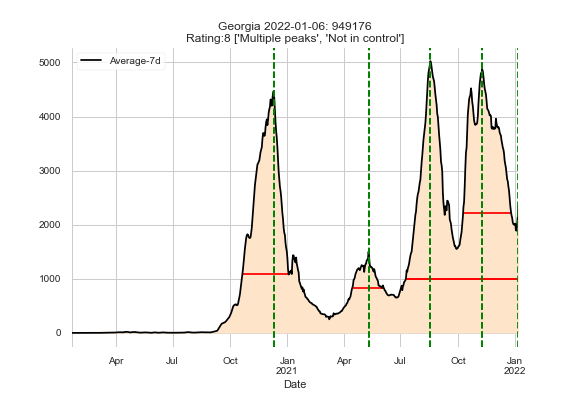 Georgia 2022-01-06: 949176
Rating:8 ['Multiple peaks', 'Not in control']
Average-7d
5000
4000
3000
2000
1000
0
Apr Jul Oct Jan Apr Jul Oct Jan
2021 2022
Date